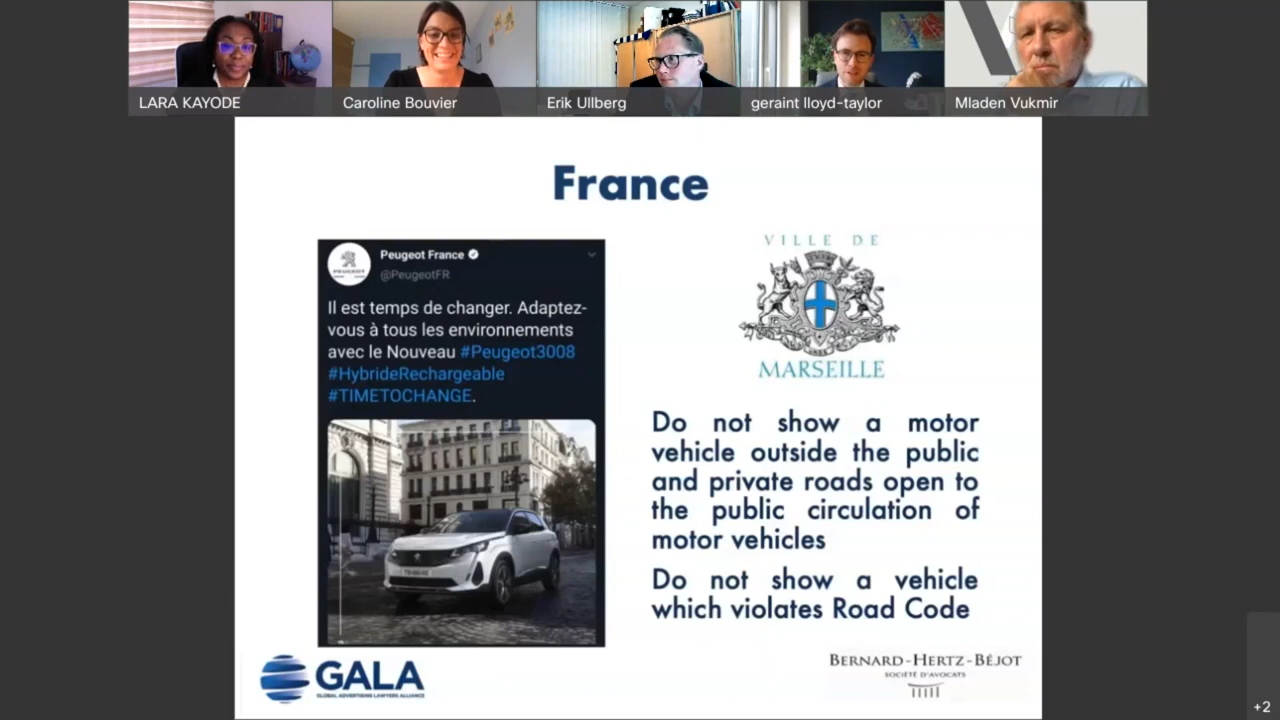 LARA KAYODE
Caroline Bouvier
Erik Ullberg
geraint lloyd-taylor
Mladen Vukmir
France
Peugeot France
@PeugeotFR
Il est temps de changer. Adaptez-
vous à tous les environnements
avec le Nouveau #Peugeot3008
#HybrideRechargeable
#TIMETOCHANGE.
PEUGEOT
VILLE DE
MARSEILLE
Do not show a motor
vehicle outside the public
and private roads open to
the public circulation of
motor vehicles
Do not show a vehicle
which violates Road Code
GALA
GLOBAL ADVERTISING LAWYERS ALLIANCE
BERNARD-HERTZ-BÉJOT
SOCIÉTÉ D'AVOCATS
+2